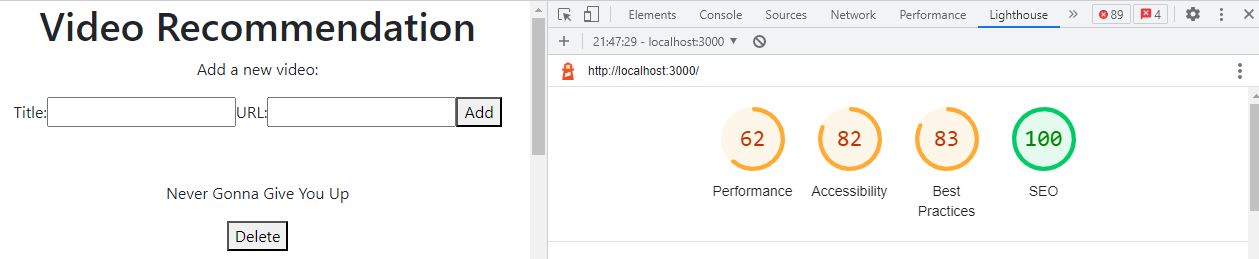 Video Recommendation
Add a new video:
Title: URL: Add
Never Gonna Give You Up
Delete
Elements Console Sources Network Performance Lighthouse » 89 4
21:47:29 - localhost:3000
http://localhost:3000/
62 82 83 100
Performance Accessibility Best Practices SEO